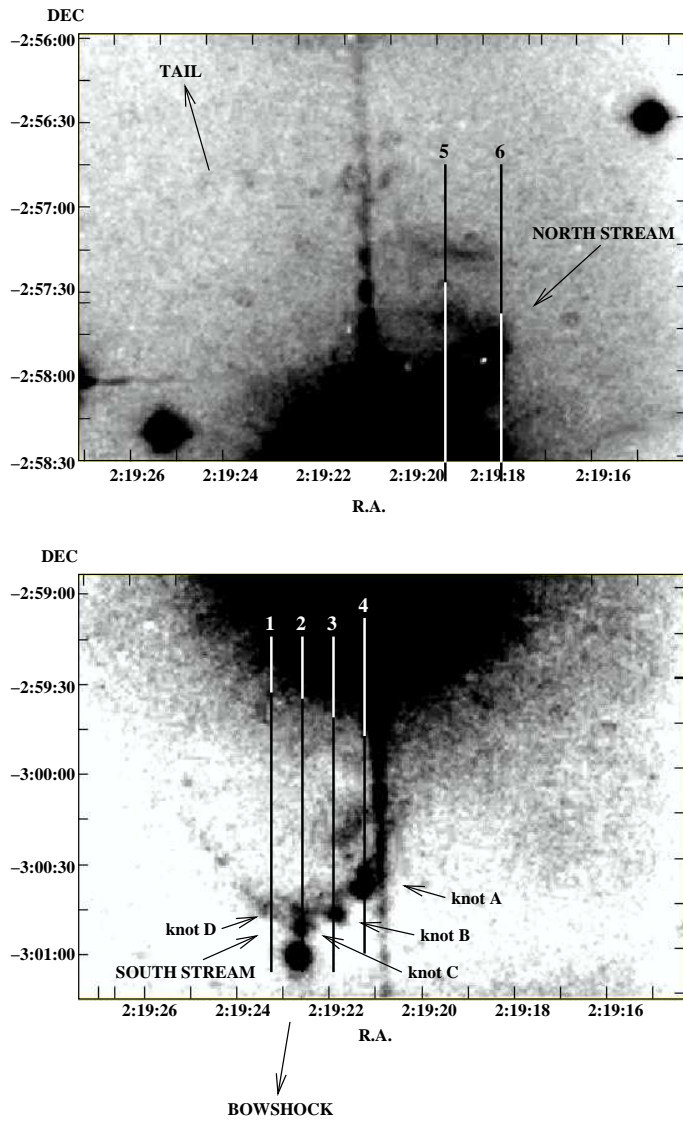 DEC
−2:56:00
TAIL
−2:56:30
5 6
−2:57:00
NORTH STREAM
−2:57:30
−2:58:00
−2:58:30
2:19:26 2:19:24 2:19:22 2:19:20 2:19:18 2:19:16
R.A.
DEC
−2:59:00
1 2 3 4
−2:59:30
−3:00:00
−3:00:30
knot A
knot D
knot B
SOUTH STREAM
knot C
−3:01:00
2:19:26 2:19:24 2:19:22 2:19:20 2:19:18 2:19:16
R.A.
BOWSHOCK